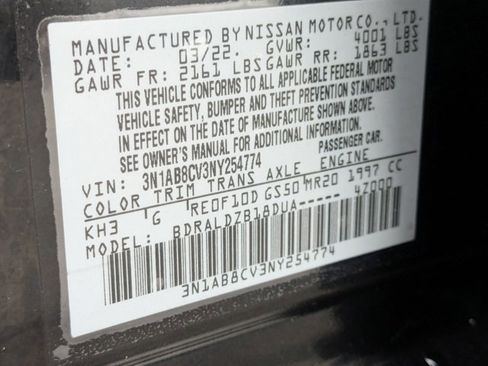 MANUFACTURED BY NISSAN MOTOR CO., LTD.
DATE: 03/22. GVWR: 4001 LBS
GAWR FR: 2161 LBS GAWR RR: 1863 LBS
THIS VEHICLE CONFORMS TO ALL APPLICABLE FEDERAL MOTOR
VEHICLE SAFETY, BUMPER AND THEFT PREVENTION STANDARDS
IN EFFECT ON THE DATE OF MANUFACTURE SHOWN ABOVE.
SEE OWNER'S MANUAL FOR ADDITIONAL INFORMATION.
VIN: 3N1AB8CV3NY254774 PASSENGER CAR.
COLOR TRIM TRANS AXLE ENGINE
KH3 G RE0F10D GS50 MR20 1997 CC
MODEL: BDRALDZB18DUA- 4Z000
3N1AB8CV3NY254774